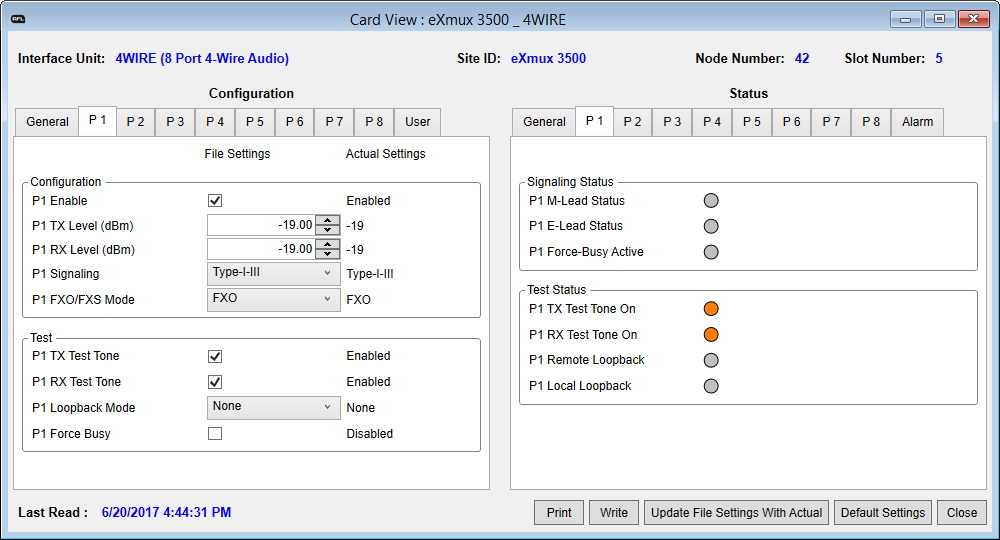 RFL
Card View : eXmux 3500 _ 4WIRE
Interface Unit: 4WIRE (8 Port 4-Wire Audio) Site ID: eXmux 3500 Node Number: 42 Slot Number: 5
Configuration
General P 1 P 2 P 3 P 4 P 5 P 6 P 7 P 8 User
File Settings Actual Settings
Configuration
P1 Enable Enabled
P1 TX Level (dBm) -19.00 -19
P1 RX Level (dBm) -19.00 -19
P1 Signaling Type-I-III Type-I-III
P1 FXO/FXS Mode FXO FXO
Test
P1 TX Test Tone Enabled
P1 RX Test Tone Enabled
P1 Loopback Mode None None
P1 Force Busy Disabled
Status
General P 1 P 2 P 3 P 4 P 5 P 6 P 7 P 8 Alarm
Signaling Status
P1 M-Lead Status
P1 E-Lead Status
P1 Force-Busy Active
Test Status
P1 TX Test Tone On
P1 RX Test Tone On
P1 Remote Loopback
P1 Local Loopback
Last Read : 6/20/2017 4:44:31 PM
Print Write Update File Settings With Actual Default Settings Close